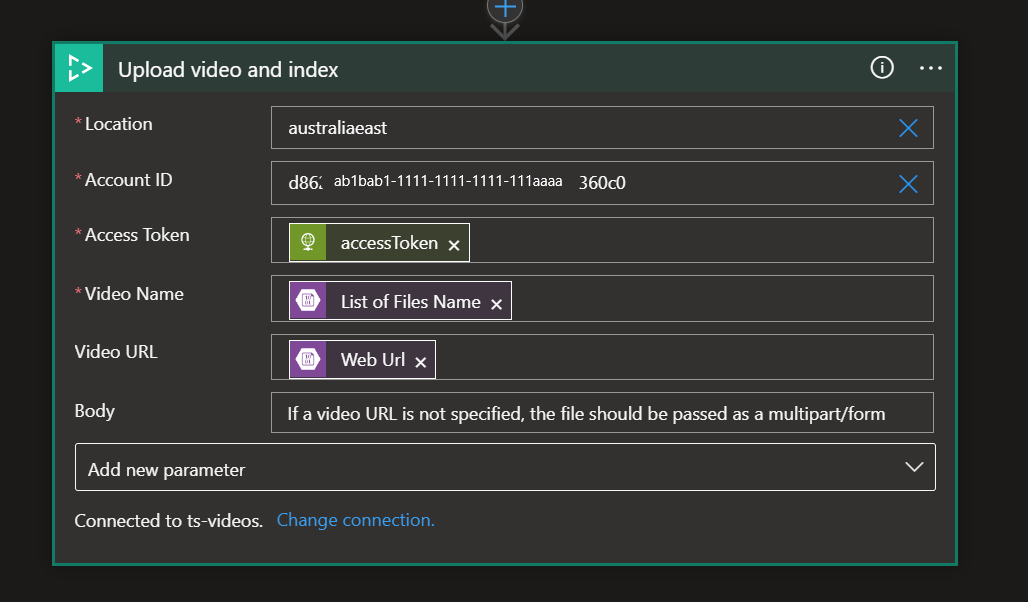 Upload video and index
* Location
australiaeast
* Account ID
d862 ab1bab1-1111-1111-1111-111aaaa 360c0
* Access Token
accessToken
* Video Name
List of Files Name
Video URL
Web Url
Body
If a video URL is not specified, the file should be passed as a multipart/form
Add new parameter
Connected to ts-videos. Change connection.